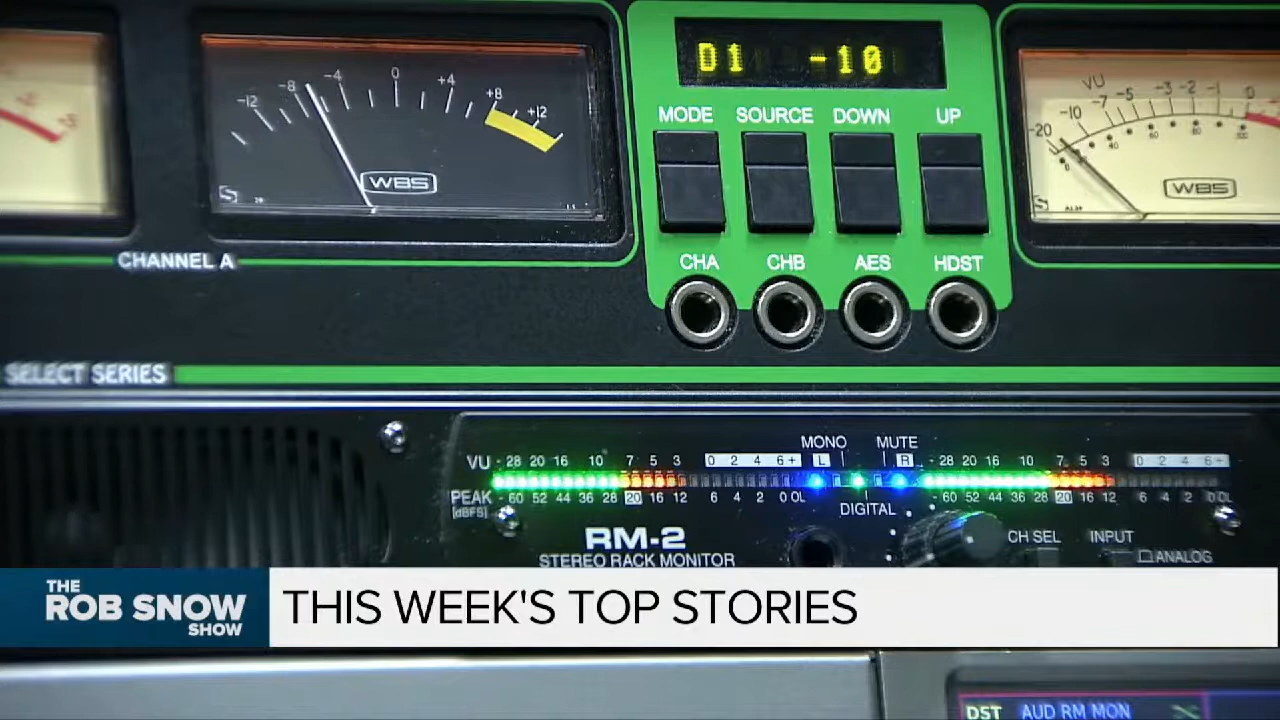 D1 -10
MODE SOURCE DOWN UP
-12 -8 -4 0 +4 +8 +12
WBS
VU
-20 -10 -7 -5 -3 -2 -1 0
WBS
CHANNEL A
CHA CHB AES HDST
SELECT SERIES
MONO MUTE
VU - 28 20 16 10 7 5 3 0 2 4 6+ L R - 28 20 16 10 7 5 3 0 2 4 6+
PEAK - 60 52 44 36 28 20 16 12 6 4 2 0 OL - 60 52 44 36 28 20 16 12 6 4 2 0 OL
[dBFS]
DIGITAL
RM-2
STEREO RACK MONITOR
CH SEL INPUT
ANALOG
THE
ROB SNOW
SHOW
THIS WEEK'S TOP STORIES
DST AUD RM MON